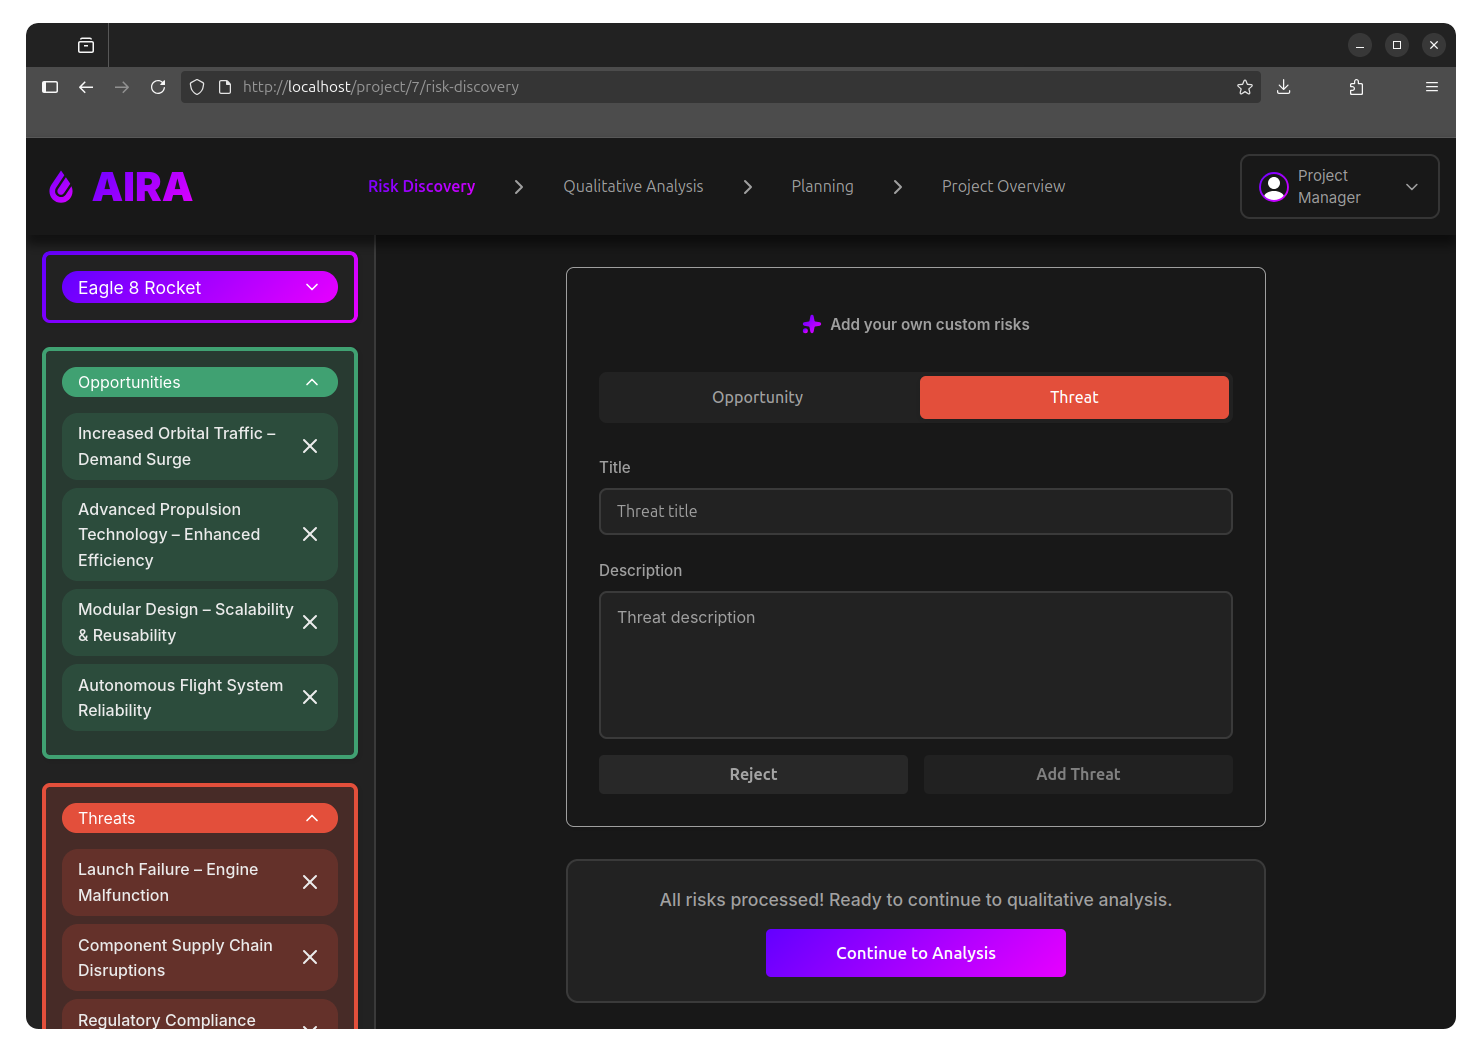 http://localhost/project/7/risk-discovery
AIRA
Risk Discovery
Qualitative Analysis
Planning
Project Overview
Project
Manager
Eagle 8 Rocket
Opportunities
Increased Orbital Traffic –
Demand Surge
Advanced Propulsion
Technology – Enhanced
Efficiency
Modular Design – Scalability
& Reusability
Autonomous Flight System
Reliability
Threats
Launch Failure – Engine
Malfunction
Component Supply Chain
Disruptions
Regulatory Compliance
Add your own custom risks
Opportunity
Threat
Title
Threat title
Description
Threat description
Reject
Add Threat
All risks processed! Ready to continue to qualitative analysis.
Continue to Analysis